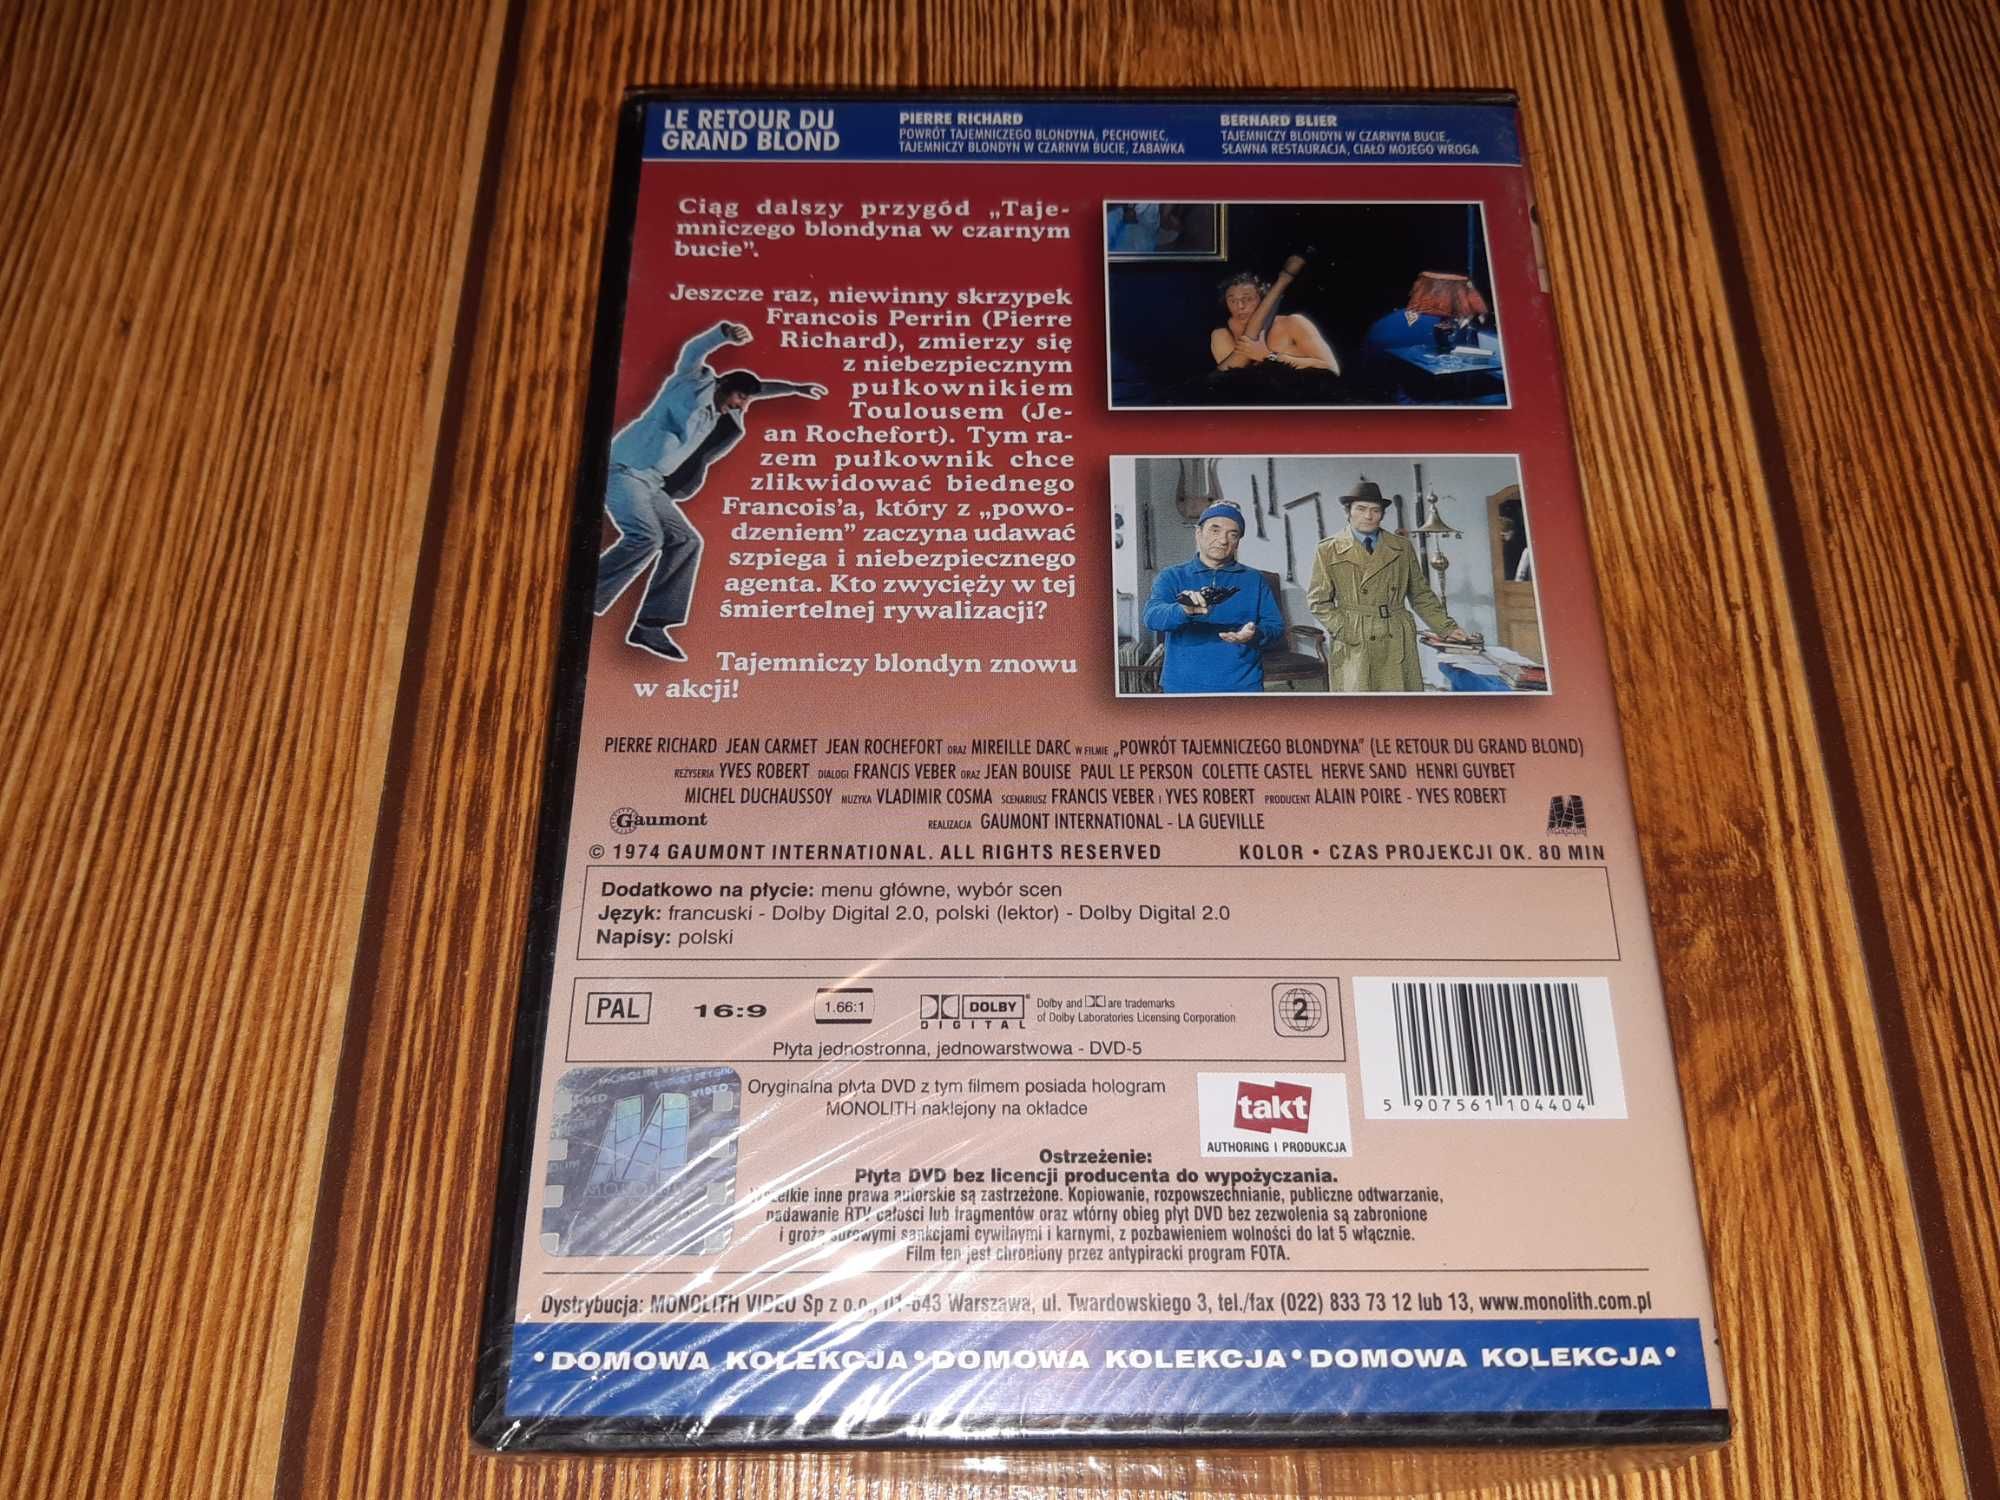 LE RETOUR DU
GRAND BLOND
PIERRE RICHARD
POWRÓT TAJEMNICZEGO BLONDYNA, PECHOWIEC,
TAJEMNICZY BLONDYN W CZARNYM BUCIE, ZABAWKA
BERNARD BLIER
TAJEMNICZY BLONDYN W CZARNYM BUCIE,
SŁAWNA RESTAURACJA, CIAŁO MOJEGO WROGA
Ciąg dalszy przygód „Taje-
mniczego blondyna w czarnym
bucie”.
Jeszcze raz, niewinny skrzypek
Francois Perrin (Pierre
Richard), zmierzy się
z niebezpiecznym
pułkownikiem
Toulousem (Je-
an Rochefort). Tym ra-
zem pułkownik chce
zlikwidować biednego
Francois’a, który z „powo-
dzeniem” zaczyna udawać
szpiega i niebezpiecznego
agenta. Kto zwycięży w tej
śmiertelnej rywalizacji?
Tajemniczy blondyn znowu
w akcji!
PIERRE RICHARD JEAN CARMET JEAN ROCHEFORT ORAZ MIREILLE DARC W FILMIE „POWRÓT TAJEMNICZEGO BLONDYNA” (LE RETOUR DU GRAND BLOND)
REŻYSERIA YVES ROBERT DIALOGI FRANCIS VEBER ORAZ JEAN BOUISE PAUL LE PERSON COLETTE CASTEL HERVE SAND HENRI GUYBET
MICHEL DUCHAUSSOY MUZYKA VLADIMIR COSMA SCENARIUSZ FRANCIS VEBER I YVES ROBERT PRODUCENT ALAIN POIRE - YVES ROBERT
Gaumont
REALIZACJA GAUMONT INTERNATIONAL - LA GUEVILLE
© 1974 GAUMONT INTERNATIONAL. ALL RIGHTS RESERVED
KOLOR • CZAS PROJEKCJI OK. 80 MIN
Dodatkowo na płycie: menu główne, wybór scen
Język: francuski - Dolby Digital 2.0, polski (lektor) - Dolby Digital 2.0
Napisy: polski
PAL
16:9
1.66:1
DOLBY
DIGITAL
Dolby and are trademarks
of Dolby Laboratories Licensing Corporation
2
Płyta jednostronna, jednowarstwowa - DVD-5
5 907561 104404
MONOLITH VIDEO
MONOLITH
Oryginalna płyta DVD z tym filmem posiada hologram
MONOLITH naklejony na okładce
takt
AUTHORING I PRODUKCJA
Ostrzeżenie:
Płyta DVD bez licencji producenta do wypożyczania.
Wszelkie inne prawa autorskie są zastrzeżone. Kopiowanie, rozpowszechnianie, publiczne odtwarzanie,
nadawanie RTV całości lub fragmentów oraz wtórny obieg płyt DVD bez zezwolenia są zabronione
i grożą surowymi sankcjami cywilnymi i karnymi, z pozbawieniem wolności do lat 5 włącznie.
Film ten jest chroniony przez antypiracki program FOTA.
Dystrybucja: MONOLITH VIDEO Sp z o.o., 01-643 Warszawa, ul. Twardowskiego 3, tel./fax (022) 833 73 12 lub 13, www.monolith.com.pl
• DOMOWA KOLEKCJA • DOMOWA KOLEKCJA • DOMOWA KOLEKCJA •